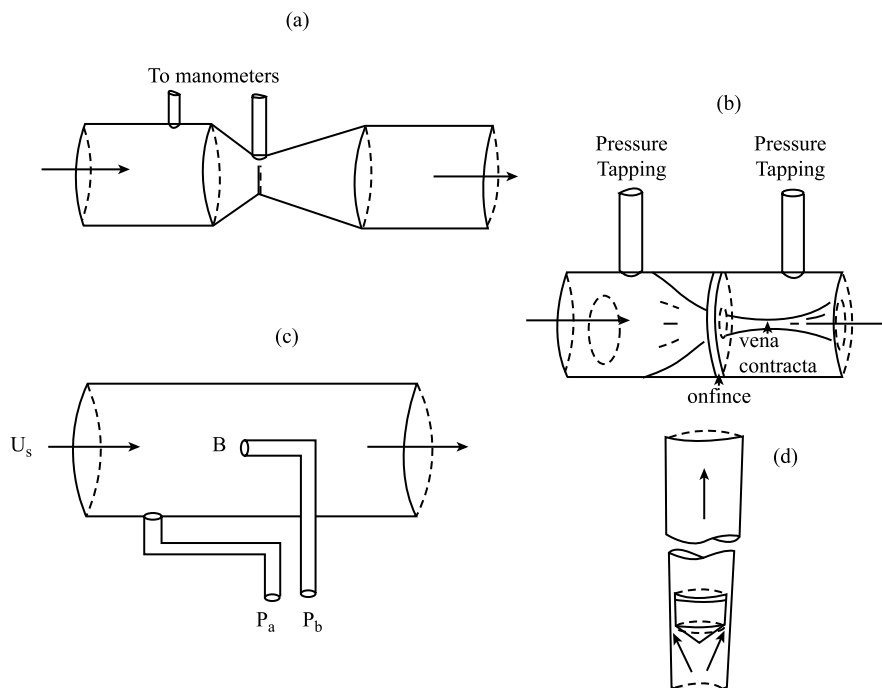 (a)
To manometers
(b)
Pressure
Tapping
Pressure
Tapping
vena
contracta
onfince
(c)
Us
B
Pa
Pb
(d)